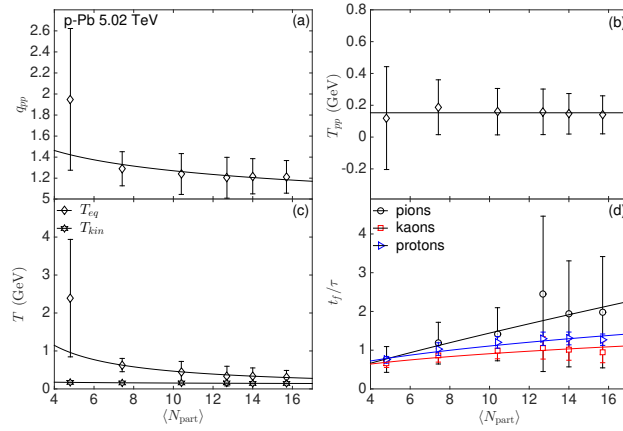 p-Pb 5.02 TeV
(a)
2.6
2.4
2.2
2
1.8
1.6
1.4
1.2
q_pp
(b)
0.8
0.6
0.4
0.2
0
-0.2
T_pp (GeV)
(c)
T_eq
T_kin
5
4
3
2
1
0
T (GeV)
4 6 8 10 12 14 16
⟨N_part⟩
(d)
pions
kaons
protons
4
3
2
1
0
t_f/τ
4 6 8 10 12 14 16
⟨N_part⟩